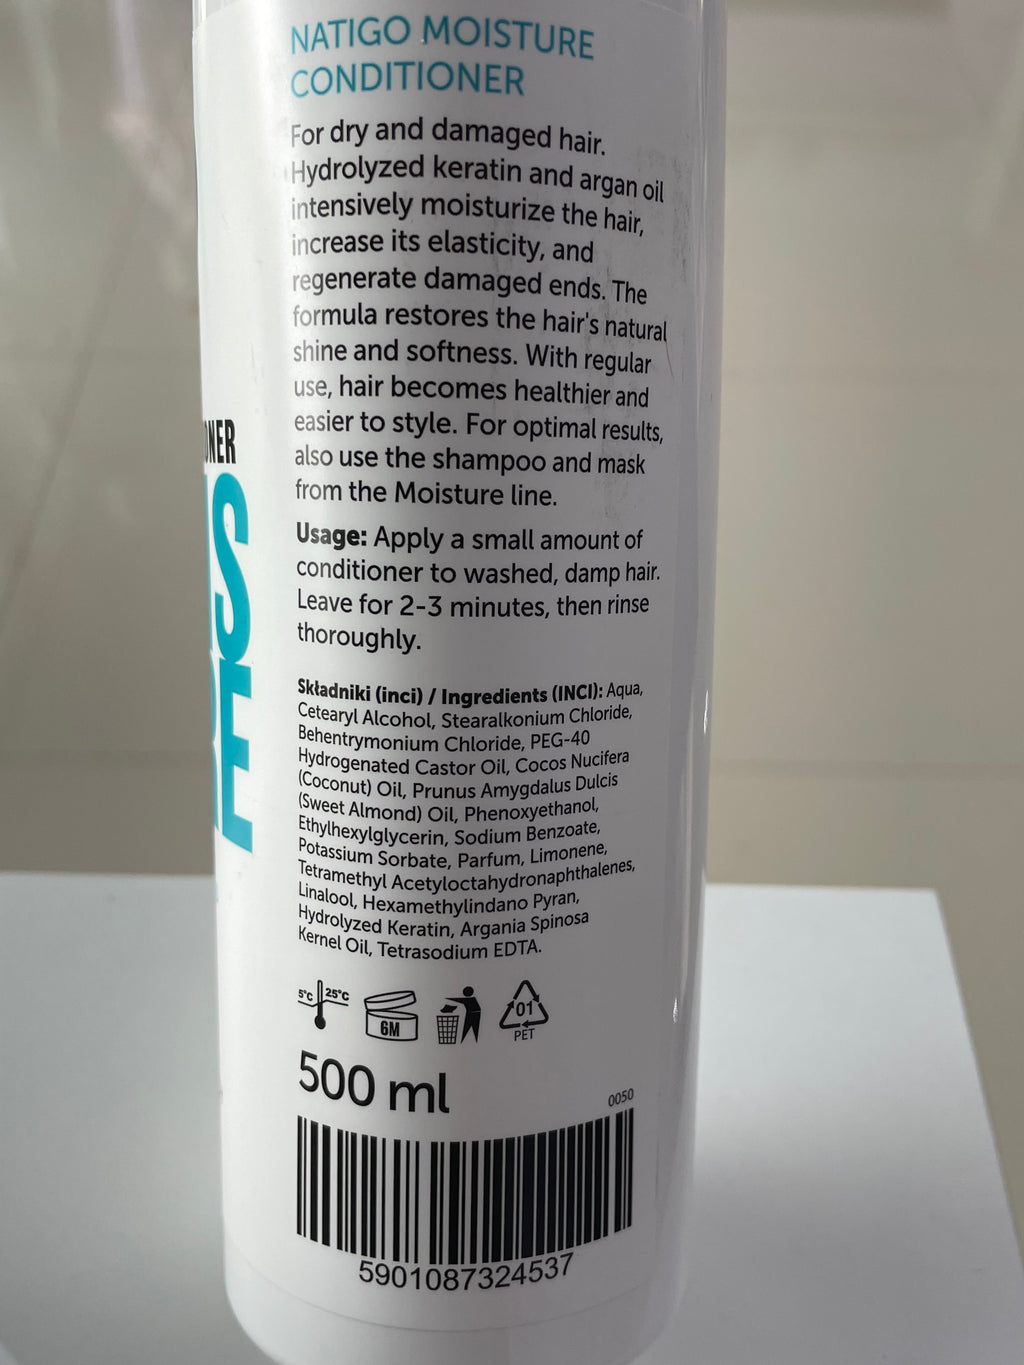 NATIGO MOISTURE
CONDITIONER
For dry and damaged hair.
Hydrolyzed keratin and argan oil
intensively moisturize the hair,
increase its elasticity, and
regenerate damaged ends. The
formula restores the hair's natural
shine and softness. With regular
use, hair becomes healthier and
easier to style. For optimal results,
also use the shampoo and mask
from the Moisture line.
Usage: Apply a small amount of
conditioner to washed, damp hair.
Leave for 2-3 minutes, then rinse
thoroughly.
Składniki (inci) / Ingredients (INCI): Aqua,
Cetearyl Alcohol, Stearalkonium Chloride,
Behentrymonium Chloride, PEG-40
Hydrogenated Castor Oil, Cocos Nucifera
(Coconut) Oil, Prunus Amygdalus Dulcis
(Sweet Almond) Oil, Phenoxyethanol,
Ethylhexylglycerin, Sodium Benzoate,
Potassium Sorbate, Parfum, Limonene,
Tetramethyl Acetyloctahydronaphthalenes,
Linalool, Hexamethylindano Pyran,
Hydrolyzed Keratin, Argania Spinosa
Kernel Oil, Tetrasodium EDTA.
5°C 25°C
6M
01
PET
500 ml
0050
5901087324537